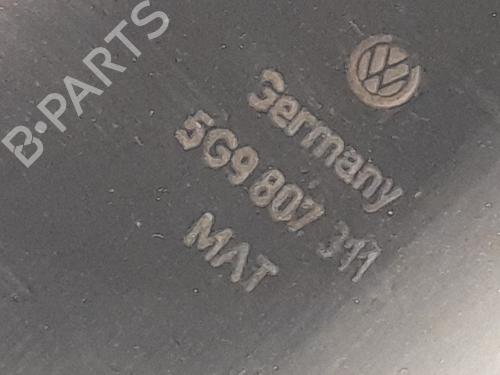 B-PARTS
Germany
5G9 807 311
MAT